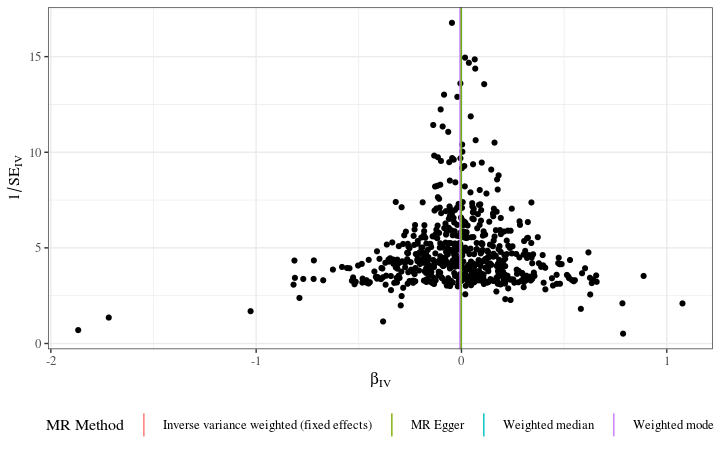 15
10
5
0
1/SE_IV
-2
-1
0
1
β_IV
MR Method
Inverse variance weighted (fixed effects)
MR Egger
Weighted median
Weighted mode